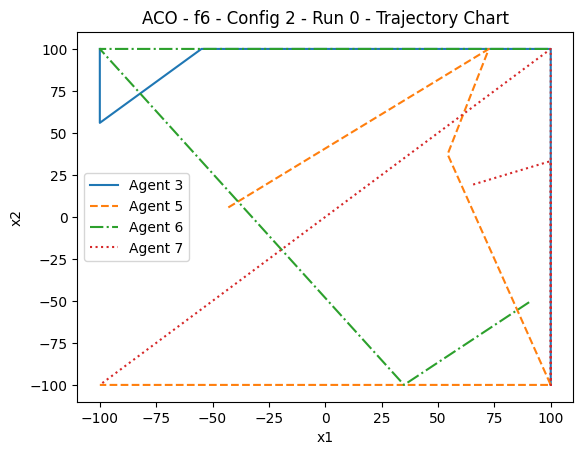 ACO - f6 - Config 2 - Run 0 - Trajectory Chart
100
75
50
25
0
−25
−50
−75
−100
x2
Agent 3
Agent 5
Agent 6
Agent 7
−100
−75
−50
−25
0
25
50
75
100
x1